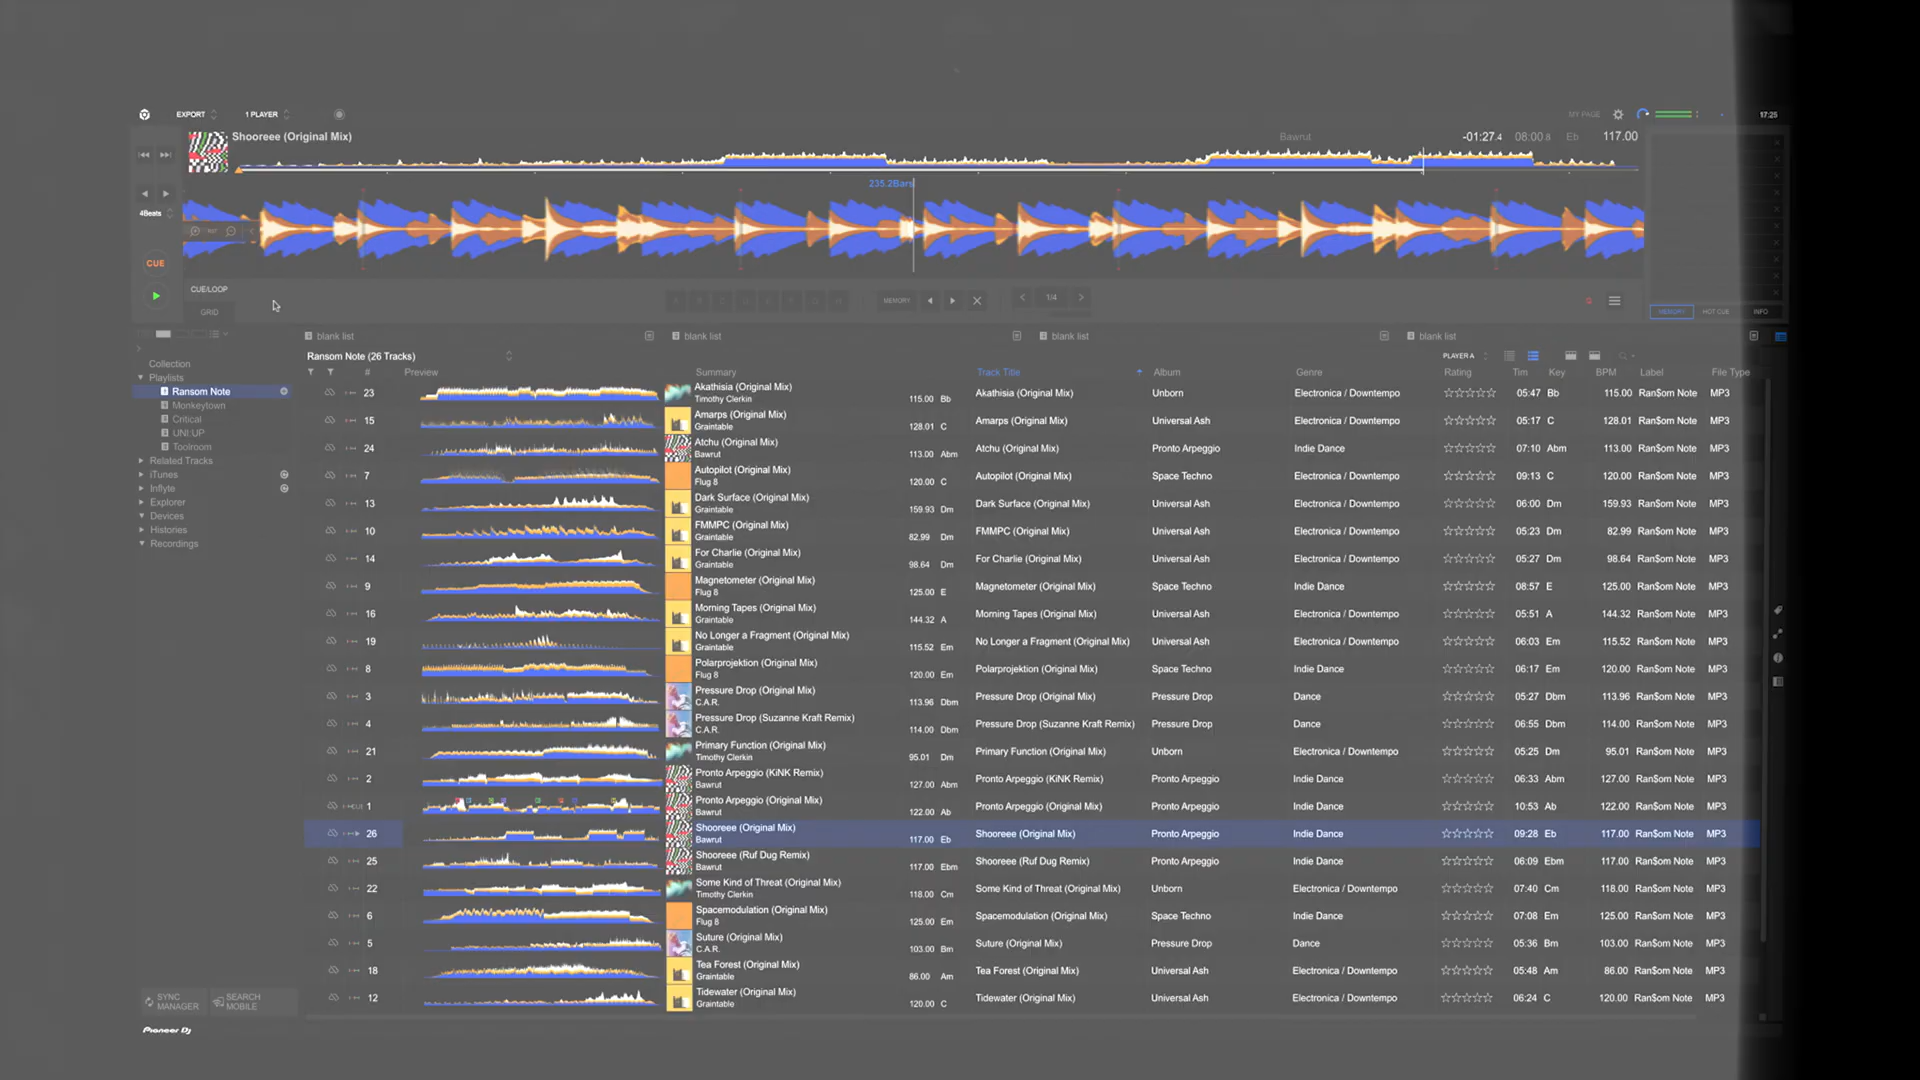 EXPORT 1 PLAYER MY PAGE 17:25
Shooreee (Original Mix) Bawrut -01:27.4 08:00.8 Eb 117.00
235.2Bars
4Beats
CUE
CUE/LOOP
GRID
MEMORY 1/4
MEMORY HOT CUE INFO
blank list blank list blank list blank list
Ransom Note (26 Tracks) PLAYER A
# Preview Summary Track Title Album Genre Rating Tim Key BPM Label File Type
Collection
Playlists
Ransom Note
Monkeytown
Critical
UNI:UP
Toolroom
Related Tracks
iTunes
Inflyte
Explorer
Devices
Histories
Recordings
23 Akathisia (Original Mix) Timothy Clerkin 115.00 Bb Akathisia (Original Mix) Unborn Electronica / Downtempo 05:47 Bb 115.00 Ran$om Note MP3
15 Amarps (Original Mix) Graintable 128.01 C Amarps (Original Mix) Universal Ash Electronica / Downtempo 05:17 C 128.01 Ran$om Note MP3
24 Atchu (Original Mix) Bawrut 113.00 Abm Atchu (Original Mix) Pronto Arpeggio Indie Dance 07:10 Abm 113.00 Ran$om Note MP3
7 Autopilot (Original Mix) Flug 8 120.00 C Autopilot (Original Mix) Space Techno Electronica / Downtempo 09:13 C 120.00 Ran$om Note MP3
13 Dark Surface (Original Mix) Graintable 159.93 Dm Dark Surface (Original Mix) Universal Ash Electronica / Downtempo 06:00 Dm 159.93 Ran$om Note MP3
10 FMMPC (Original Mix) Graintable 82.99 Dm FMMPC (Original Mix) Universal Ash Electronica / Downtempo 05:23 Dm 82.99 Ran$om Note MP3
14 For Charlie (Original Mix) Graintable 98.64 Dm For Charlie (Original Mix) Universal Ash Electronica / Downtempo 05:27 Dm 98.64 Ran$om Note MP3
9 Magnetometer (Original Mix) Flug 8 125.00 E Magnetometer (Original Mix) Space Techno Indie Dance 08:57 E 125.00 Ran$om Note MP3
16 Morning Tapes (Original Mix) Graintable 144.32 A Morning Tapes (Original Mix) Universal Ash Electronica / Downtempo 05:51 A 144.32 Ran$om Note MP3
19 No Longer a Fragment (Original Mix) Graintable 115.52 Em No Longer a Fragment (Original Mix) Universal Ash Electronica / Downtempo 06:03 Em 115.52 Ran$om Note MP3
8 Polarprojektion (Original Mix) Flug 8 120.00 Em Polarprojektion (Original Mix) Space Techno Indie Dance 06:17 Em 120.00 Ran$om Note MP3
3 Pressure Drop (Original Mix) C.A.R. 113.96 Dbm Pressure Drop (Original Mix) Pressure Drop Dance 05:27 Dbm 113.96 Ran$om Note MP3
4 Pressure Drop (Suzanne Kraft Remix) C.A.R. 114.00 Dbm Pressure Drop (Suzanne Kraft Remix) Pressure Drop Dance 06:55 Dbm 114.00 Ran$om Note MP3
21 Primary Function (Original Mix) Timothy Clerkin 95.01 Dm Primary Function (Original Mix) Unborn Electronica / Downtempo 05:25 Dm 95.01 Ran$om Note MP3
2 Pronto Arpeggio (KiNK Remix) Bawrut 127.00 Abm Pronto Arpeggio (KiNK Remix) Pronto Arpeggio Indie Dance 06:33 Abm 127.00 Ran$om Note MP3
1 Pronto Arpeggio (Original Mix) Bawrut 122.00 Ab Pronto Arpeggio (Original Mix) Pronto Arpeggio Indie Dance 10:53 Ab 122.00 Ran$om Note MP3
26 Shooreee (Original Mix) Bawrut 117.00 Eb Shooreee (Original Mix) Pronto Arpeggio Indie Dance 09:28 Eb 117.00 Ran$om Note MP3
25 Shooreee (Ruf Dug Remix) Bawrut 117.00 Ebm Shooreee (Ruf Dug Remix) Pronto Arpeggio Indie Dance 06:09 Ebm 117.00 Ran$om Note MP3
22 Some Kind of Threat (Original Mix) Timothy Clerkin 118.00 Cm Some Kind of Threat (Original Mix) Unborn Electronica / Downtempo 07:40 Cm 118.00 Ran$om Note MP3
6 Spacemodulation (Original Mix) Flug 8 125.00 Em Spacemodulation (Original Mix) Space Techno Indie Dance 07:08 Em 125.00 Ran$om Note MP3
5 Suture (Original Mix) C.A.R. 103.00 Bm Suture (Original Mix) Pressure Drop Dance 05:36 Bm 103.00 Ran$om Note MP3
18 Tea Forest (Original Mix) Graintable 86.00 Am Tea Forest (Original Mix) Universal Ash Electronica / Downtempo 05:48 Am 86.00 Ran$om Note MP3
12 Tidewater (Original Mix) Graintable 120.00 C Tidewater (Original Mix) Universal Ash Electronica / Downtempo 06:24 C 120.00 Ran$om Note MP3
SYNC MANAGER SEARCH MOBILE
Pioneer Dj